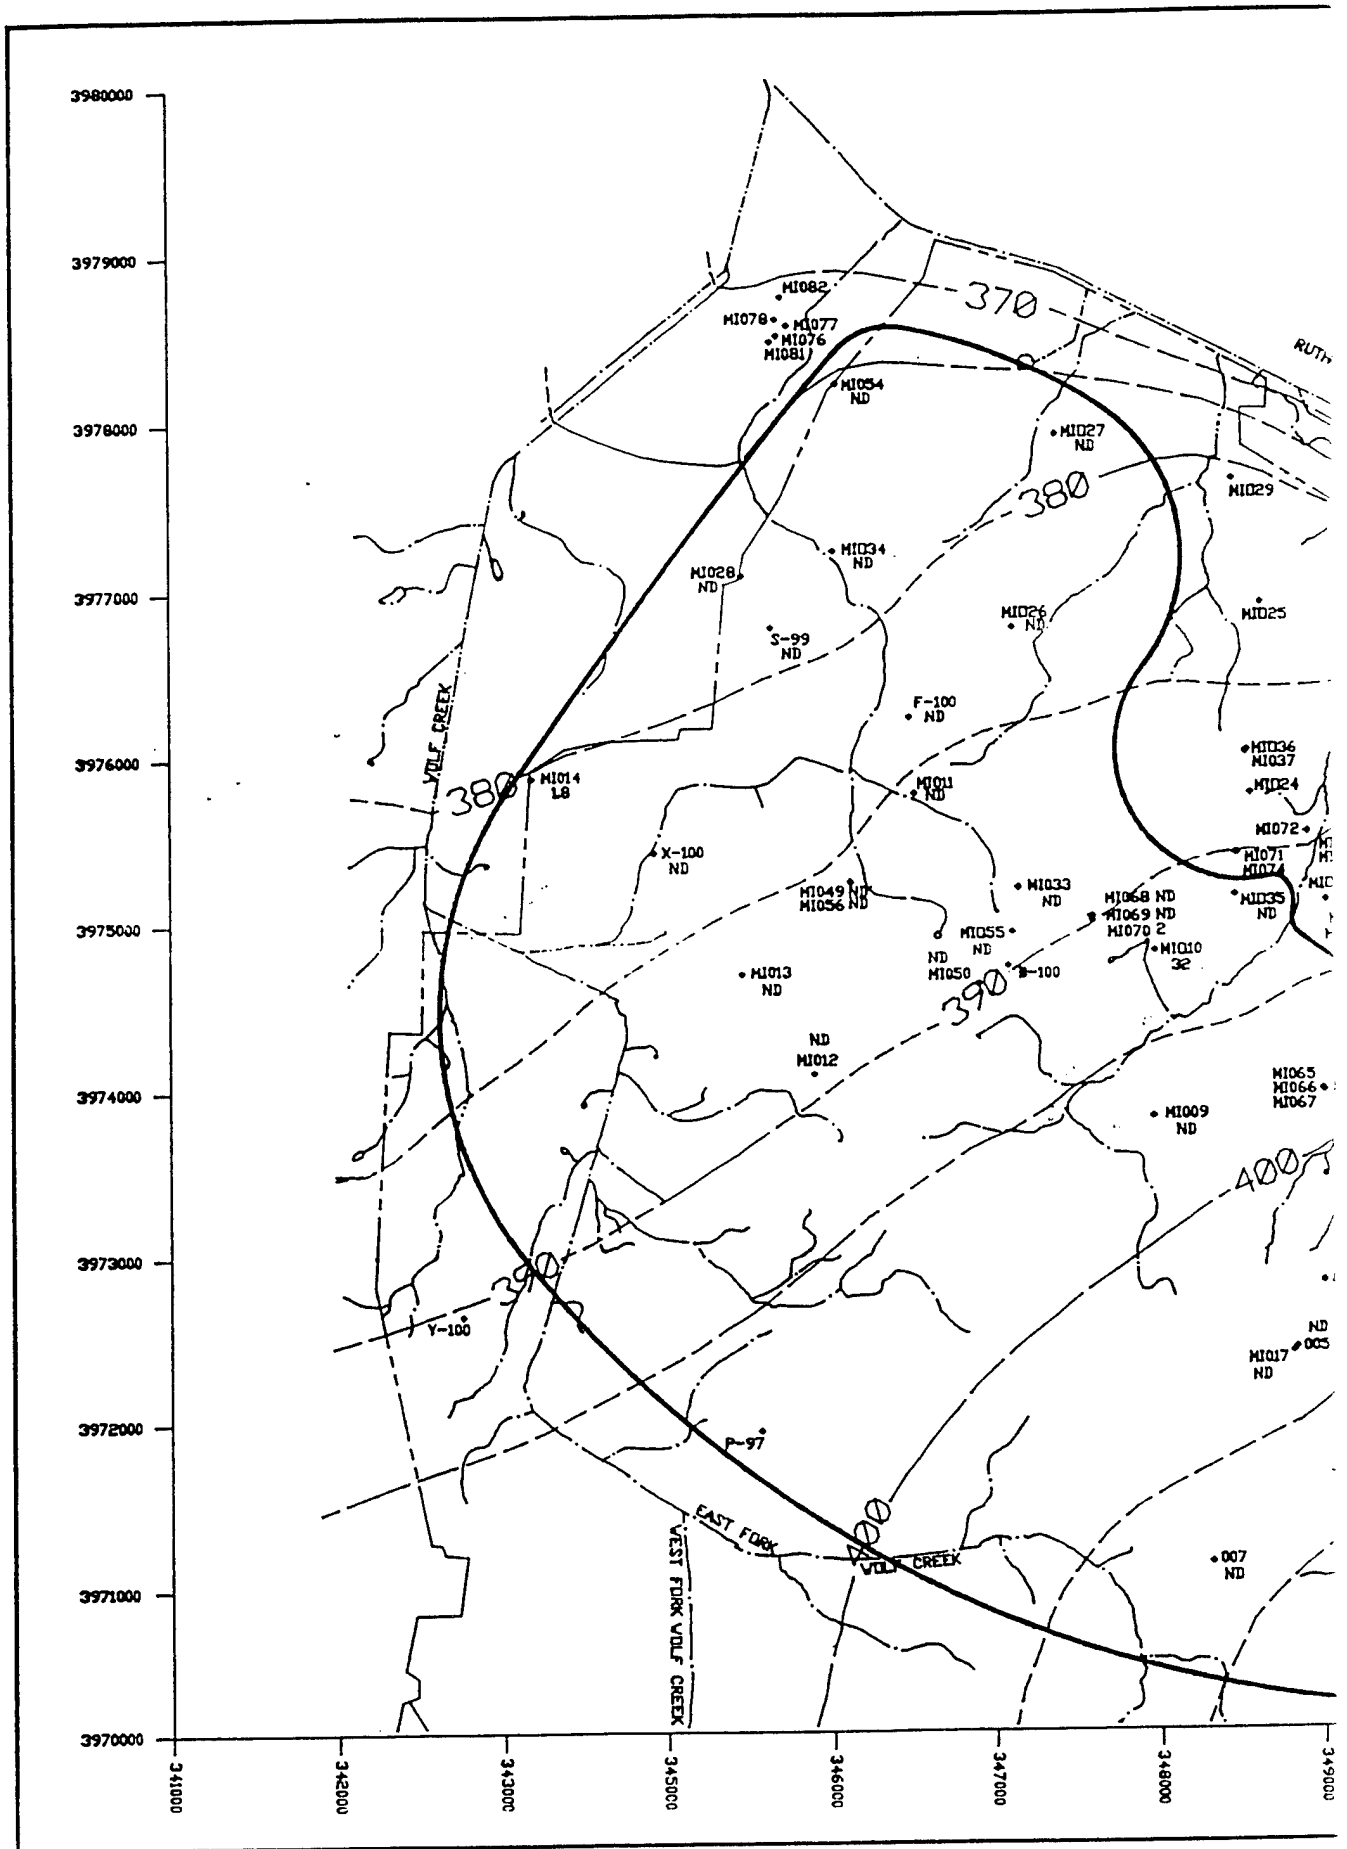 3980000
3979000
3978000
3977000
3976000
3975000
3974000
3973000
3972000
3971000
3970000
MI082
MI078
MI077
MI076
MI081
370
RUTH
MI054
ND
MI027
ND
380
MI029
MI034
ND
MI028
ND
MI026
ND
MI025
S-99
ND
F-100
ND
WOLF CREEK
380
MI014
MI036
MI037
MI011
ND
MI024
MI072
X-100
ND
MI071
MI074
MI049 ND
MI056 ND
MI033
ND
MI068 ND
MI069 ND
MI070 2
MI035
ND
MI055
ND
MI010
32
MI013
ND
ND
MI050
B-100
390
ND
MI012
MI065
MI066
MI067
MI009
ND
400
390
Y-100
ND
005
MI017
ND
P-97
400
EAST FORK
WOLF CREEK
WEST FORK WOLF CREEK
007
ND
341000
342000
343000
345000
346000
347000
348000
349000